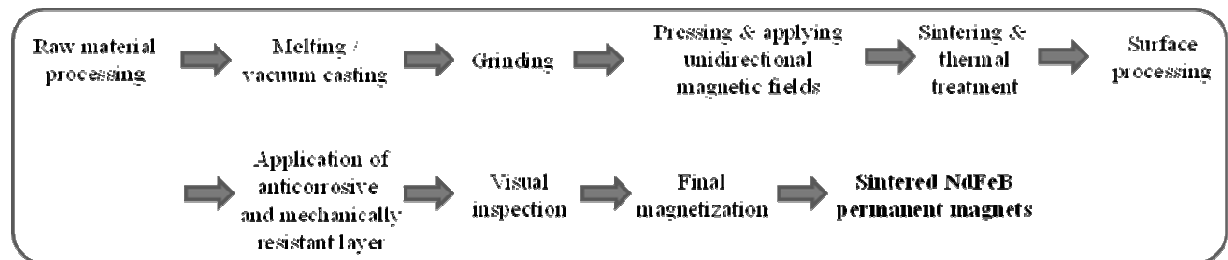 Raw material
processing
Melting /
vacuum casting
Grinding
Pressing & applying
unidirectional
magnetic fields
Sintering &
thermal
treatment
Surface
processing
Application of
anticorrosive
and mechanically
resistant layer
Visual
inspection
Final
magnetization
Sintered NdFeB
permanent magnets